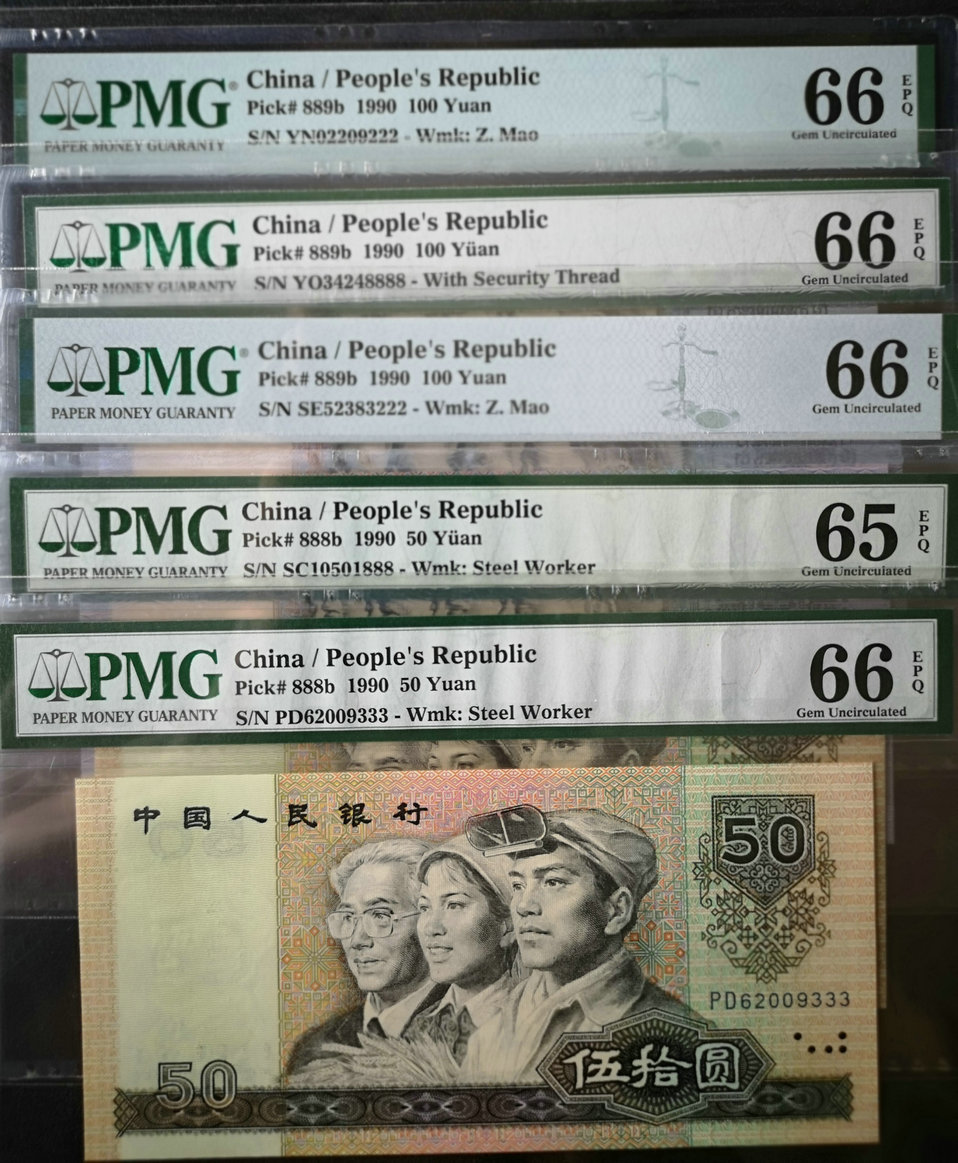 PMG®
PAPER MONEY GUARANTY
China / People's Republic
Pick# 889b 1990 100 Yuan
S/N YN02209222 - Wmk: Z. Mao
66 EPQ
Gem Uncirculated
PMG
PAPER MONEY GUARANTY
China / People's Republic
Pick# 889b 1990 100 Yüan
S/N YO34248888 - With Security Thread
66 EPQ
Gem Uncirculated
PMG®
PAPER MONEY GUARANTY
China / People's Republic
Pick# 889b 1990 100 Yuan
S/N SE52383222 - Wmk: Z. Mao
66 EPQ
Gem Uncirculated
PMG
PAPER MONEY GUARANTY
China / People's Republic
Pick# 888b 1990 50 Yüan
S/N SC10501888 - Wmk: Steel Worker
65 EPQ
Gem Uncirculated
PMG
PAPER MONEY GUARANTY
China / People's Republic
Pick# 888b 1990 50 Yuan
S/N PD62009333 - Wmk: Steel Worker
66 EPQ
Gem Uncirculated
中国人民银行
50
PD62009333
伍拾圆
50